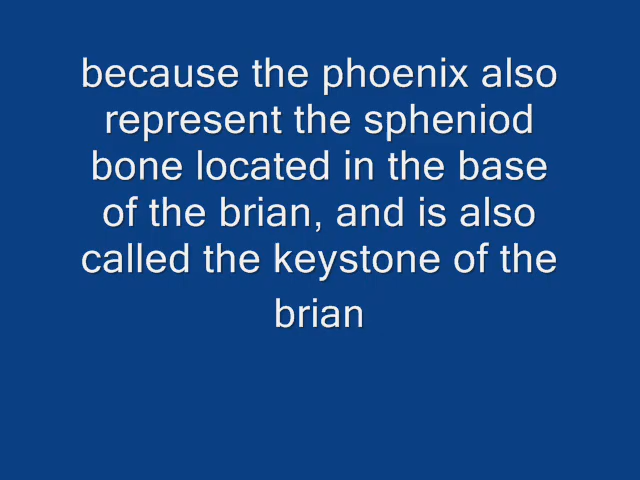 because the phoenix also
represent the spheniod
bone located in the base
of the brian, and is also
called the keystone of the
brian